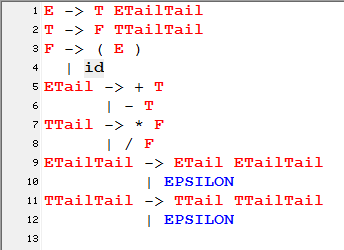 1 E -> T ETailTail
2 T -> F TTailTail
3 F -> ( E )
4 | id
5 ETail -> + T
6 | - T
7 TTail -> * F
8 | / F
9 ETailTail -> ETail ETailTail
10 | EPSILON
11 TTailTail -> TTail TTailTail
12 | EPSILON
13